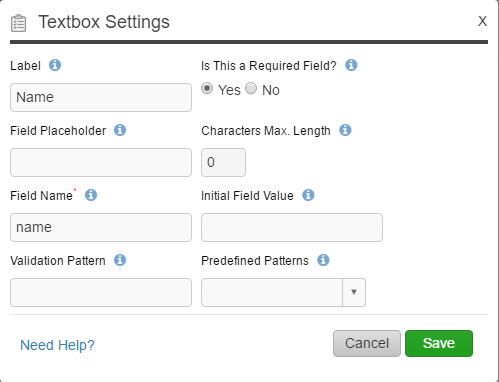 Textbox Settings X
Label Is This a Required Field?
Name Yes No
Field Placeholder Characters Max. Length
0
Field Name* Initial Field Value
name
Validation Pattern Predefined Patterns
Need Help? Cancel Save